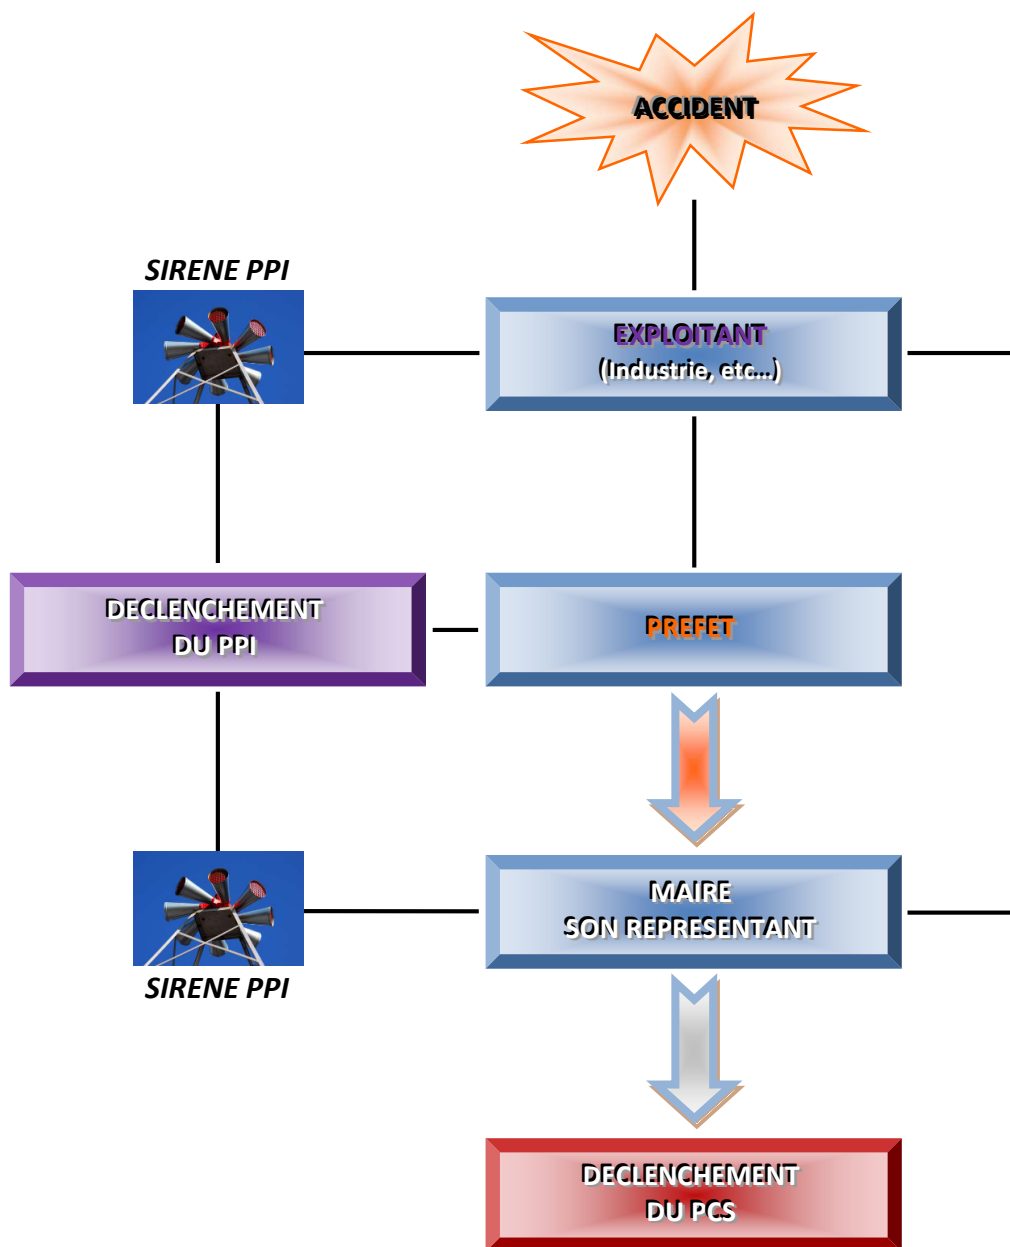 ACCIDENT
SIRENE PPI
EXPLOITANT
(Industrie, etc…)
DECLENCHEMENT
DU PPI
PREFET
MAIRE
SON REPRESENTANT
SIRENE PPI
DECLENCHEMENT
DU PCS